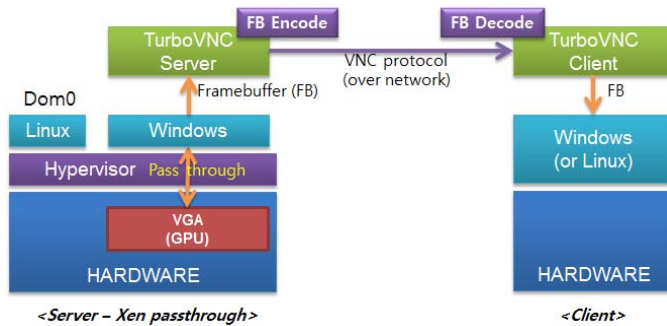 FB Encode
FB Decode
TurboVNC
Server
VNC protocol
(over network)
TurboVNC
Client
Framebuffer (FB)
FB
Dom0
Linux
Windows
Windows
(or Linux)
Hypervisor Pass through
VGA
(GPU)
HARDWARE
HARDWARE
<Server – Xen passthrough>
<Client>